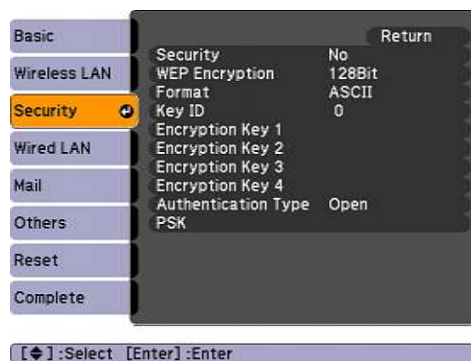 Basic
Wireless LAN
Security
Wired LAN
Mail
Others
Reset
Complete
Return
Security No
WEP Encryption 128Bit
Format ASCII
Key ID 0
Encryption Key 1
Encryption Key 2
Encryption Key 3
Encryption Key 4
Authentication Type Open
PSK
[◆] :Select [Enter] :Enter